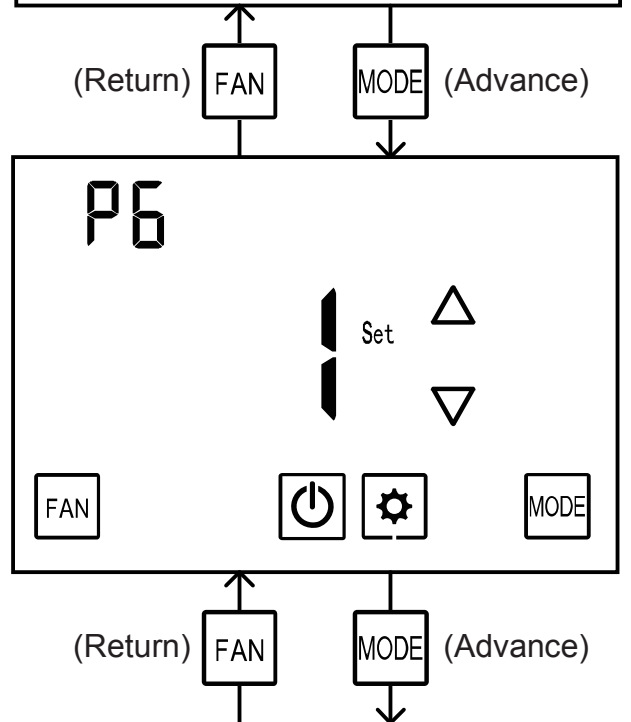 (Return) FAN MODE (Advance)
P6
1 Set
FAN MODE
(Return) FAN MODE (Advance)